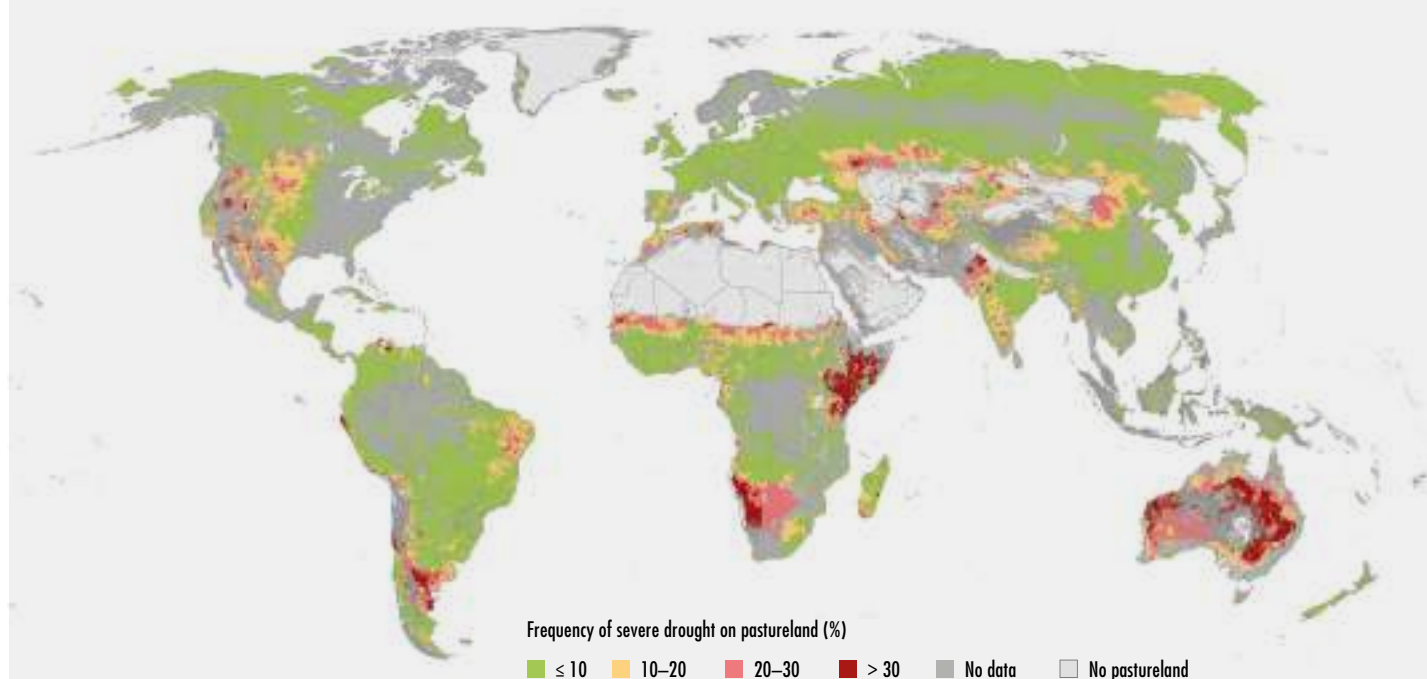 Frequency of severe drought on pastureland (%)
≤ 10 10–20 20–30 > 30 No data No pastureland